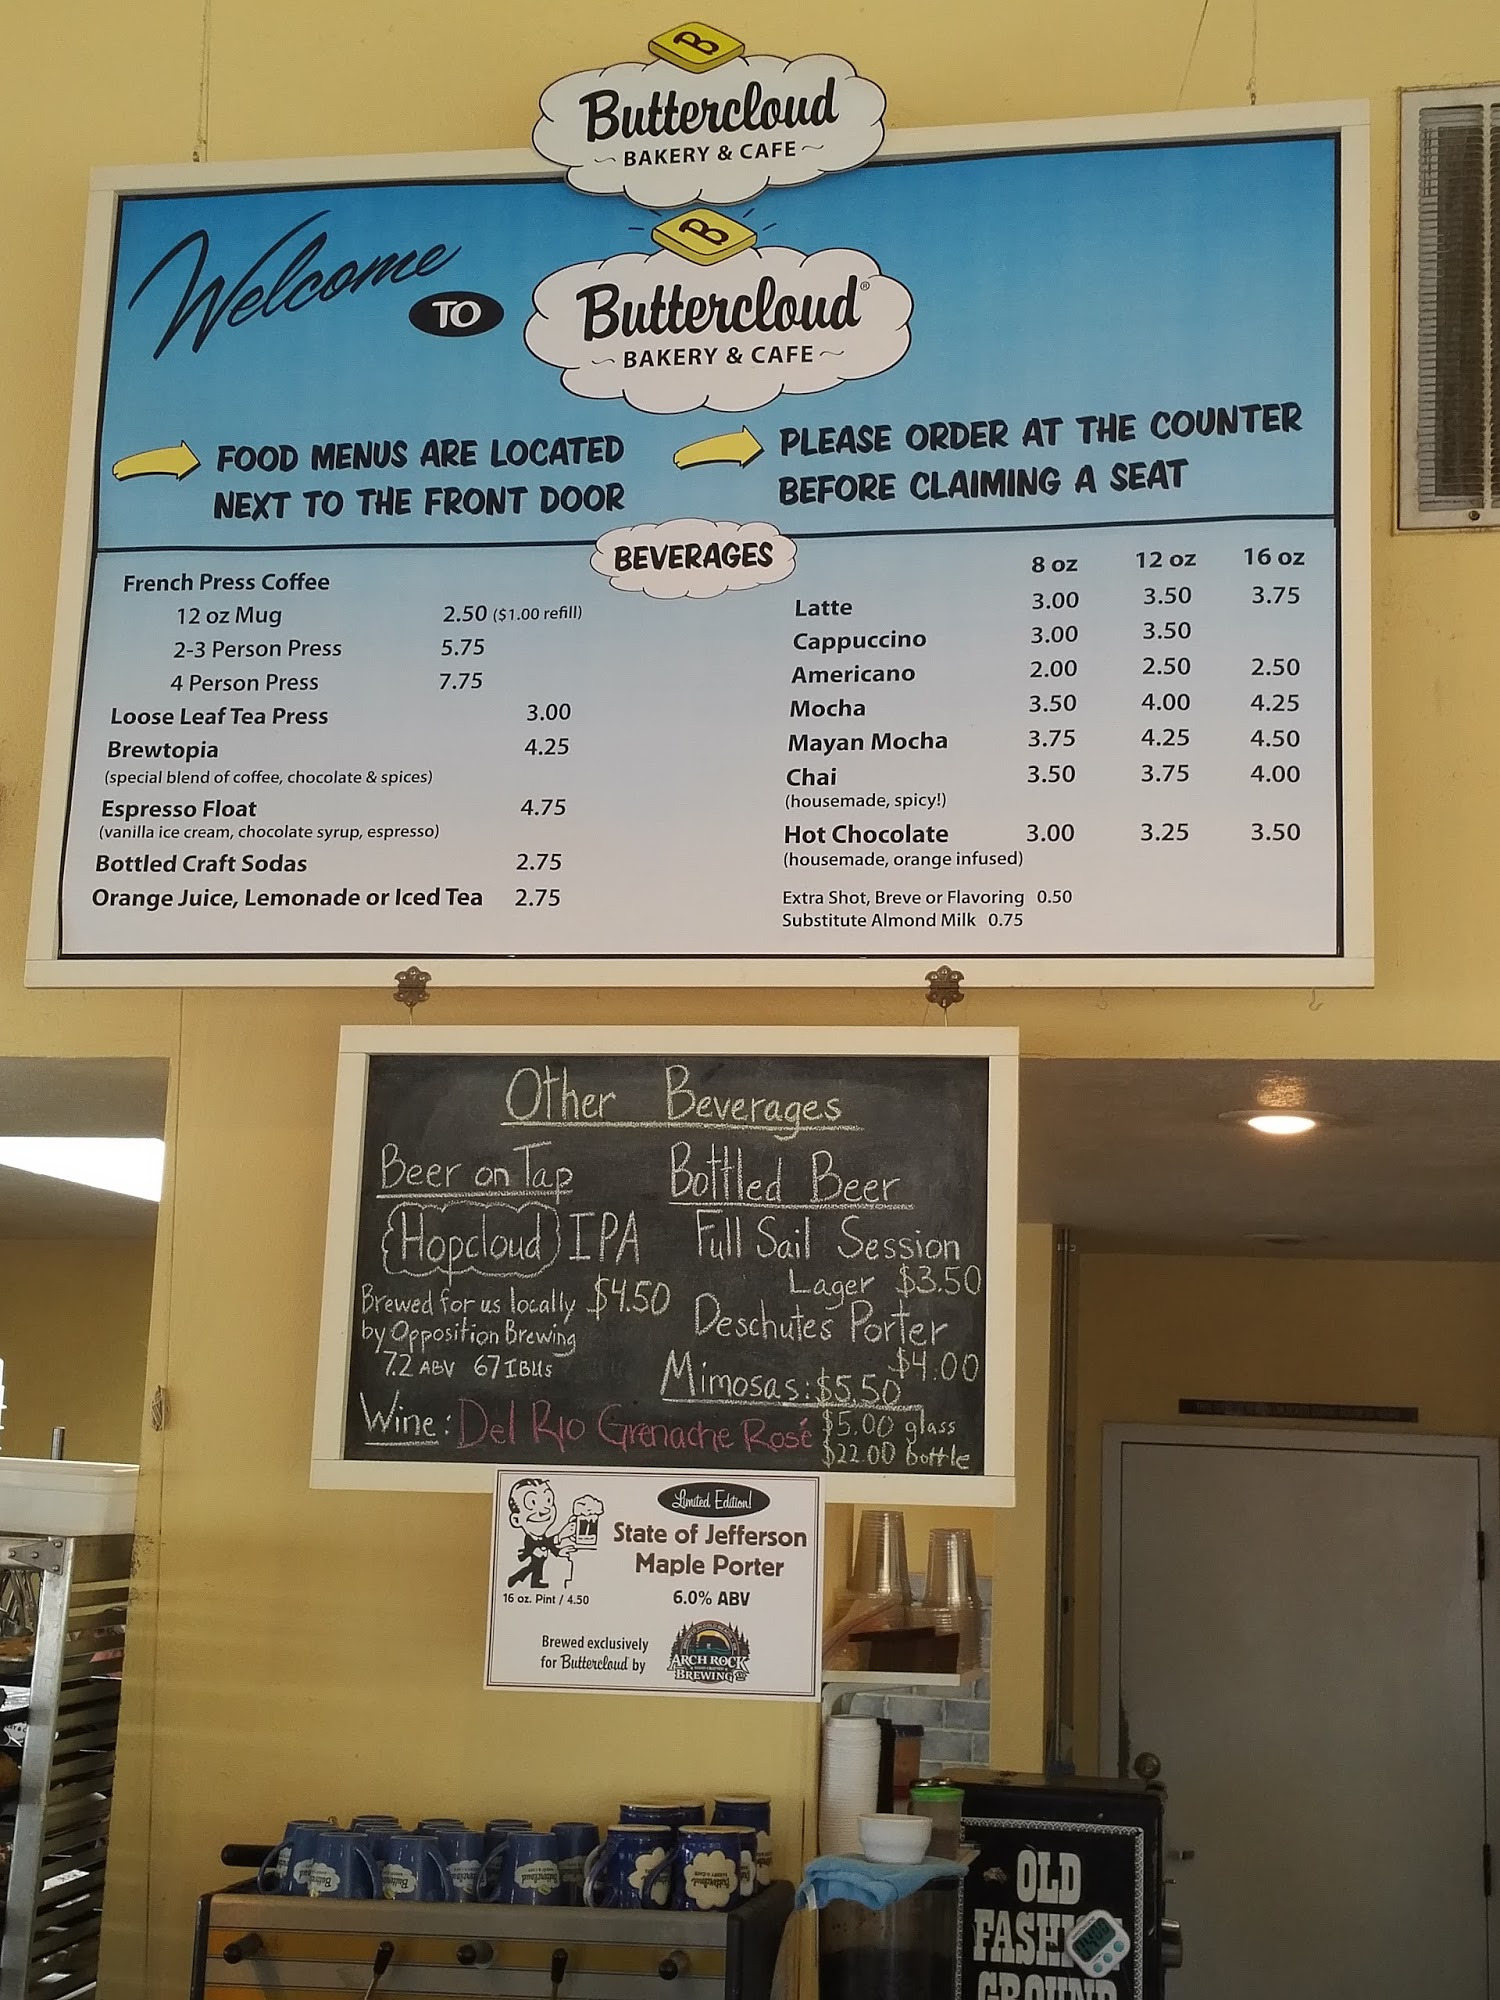 B
Buttercloud
BAKERY & CAFE
Welcome TO
B
Buttercloud®
BAKERY & CAFE
FOOD MENUS ARE LOCATED
NEXT TO THE FRONT DOOR
PLEASE ORDER AT THE COUNTER
BEFORE CLAIMING A SEAT
BEVERAGES
French Press Coffee
12 oz Mug 2.50 ($1.00 refill)
2-3 Person Press 5.75
4 Person Press 7.75
Loose Leaf Tea Press 3.00
Brewtopia 4.25
(special blend of coffee, chocolate & spices)
Espresso Float 4.75
(vanilla ice cream, chocolate syrup, espresso)
Bottled Craft Sodas 2.75
Orange Juice, Lemonade or Iced Tea 2.75
8 oz 12 oz 16 oz
Latte 3.00 3.50 3.75
Cappuccino 3.00 3.50
Americano 2.00 2.50 2.50
Mocha 3.50 4.00 4.25
Mayan Mocha 3.75 4.25 4.50
Chai 3.50 3.75 4.00
(housemade, spicy!)
Hot Chocolate 3.00 3.25 3.50
(housemade, orange infused)
Extra Shot, Breve or Flavoring 0.50
Substitute Almond Milk 0.75
Other Beverages
Beer on Tap
Hopcloud IPA
Brewed for us locally $4.50
by Opposition Brewing
7.2 ABV 67 IBUs
Bottled Beer
Full Sail Session
Lager $3.50
Deschutes Porter
$4.00
Mimosas: $5.50
Wine: Del Rio Grenache Rosé $5.00 glass
$22.00 bottle
Limited Edition!
State of Jefferson
Maple Porter
16 oz. Pint / 4.50 6.0% ABV
Brewed exclusively
for Buttercloud by
ARCH ROCK
BREWING
Buttercloud
Buttercloud
Buttercloud
Buttercloud
OLD
FASHI
GROUND